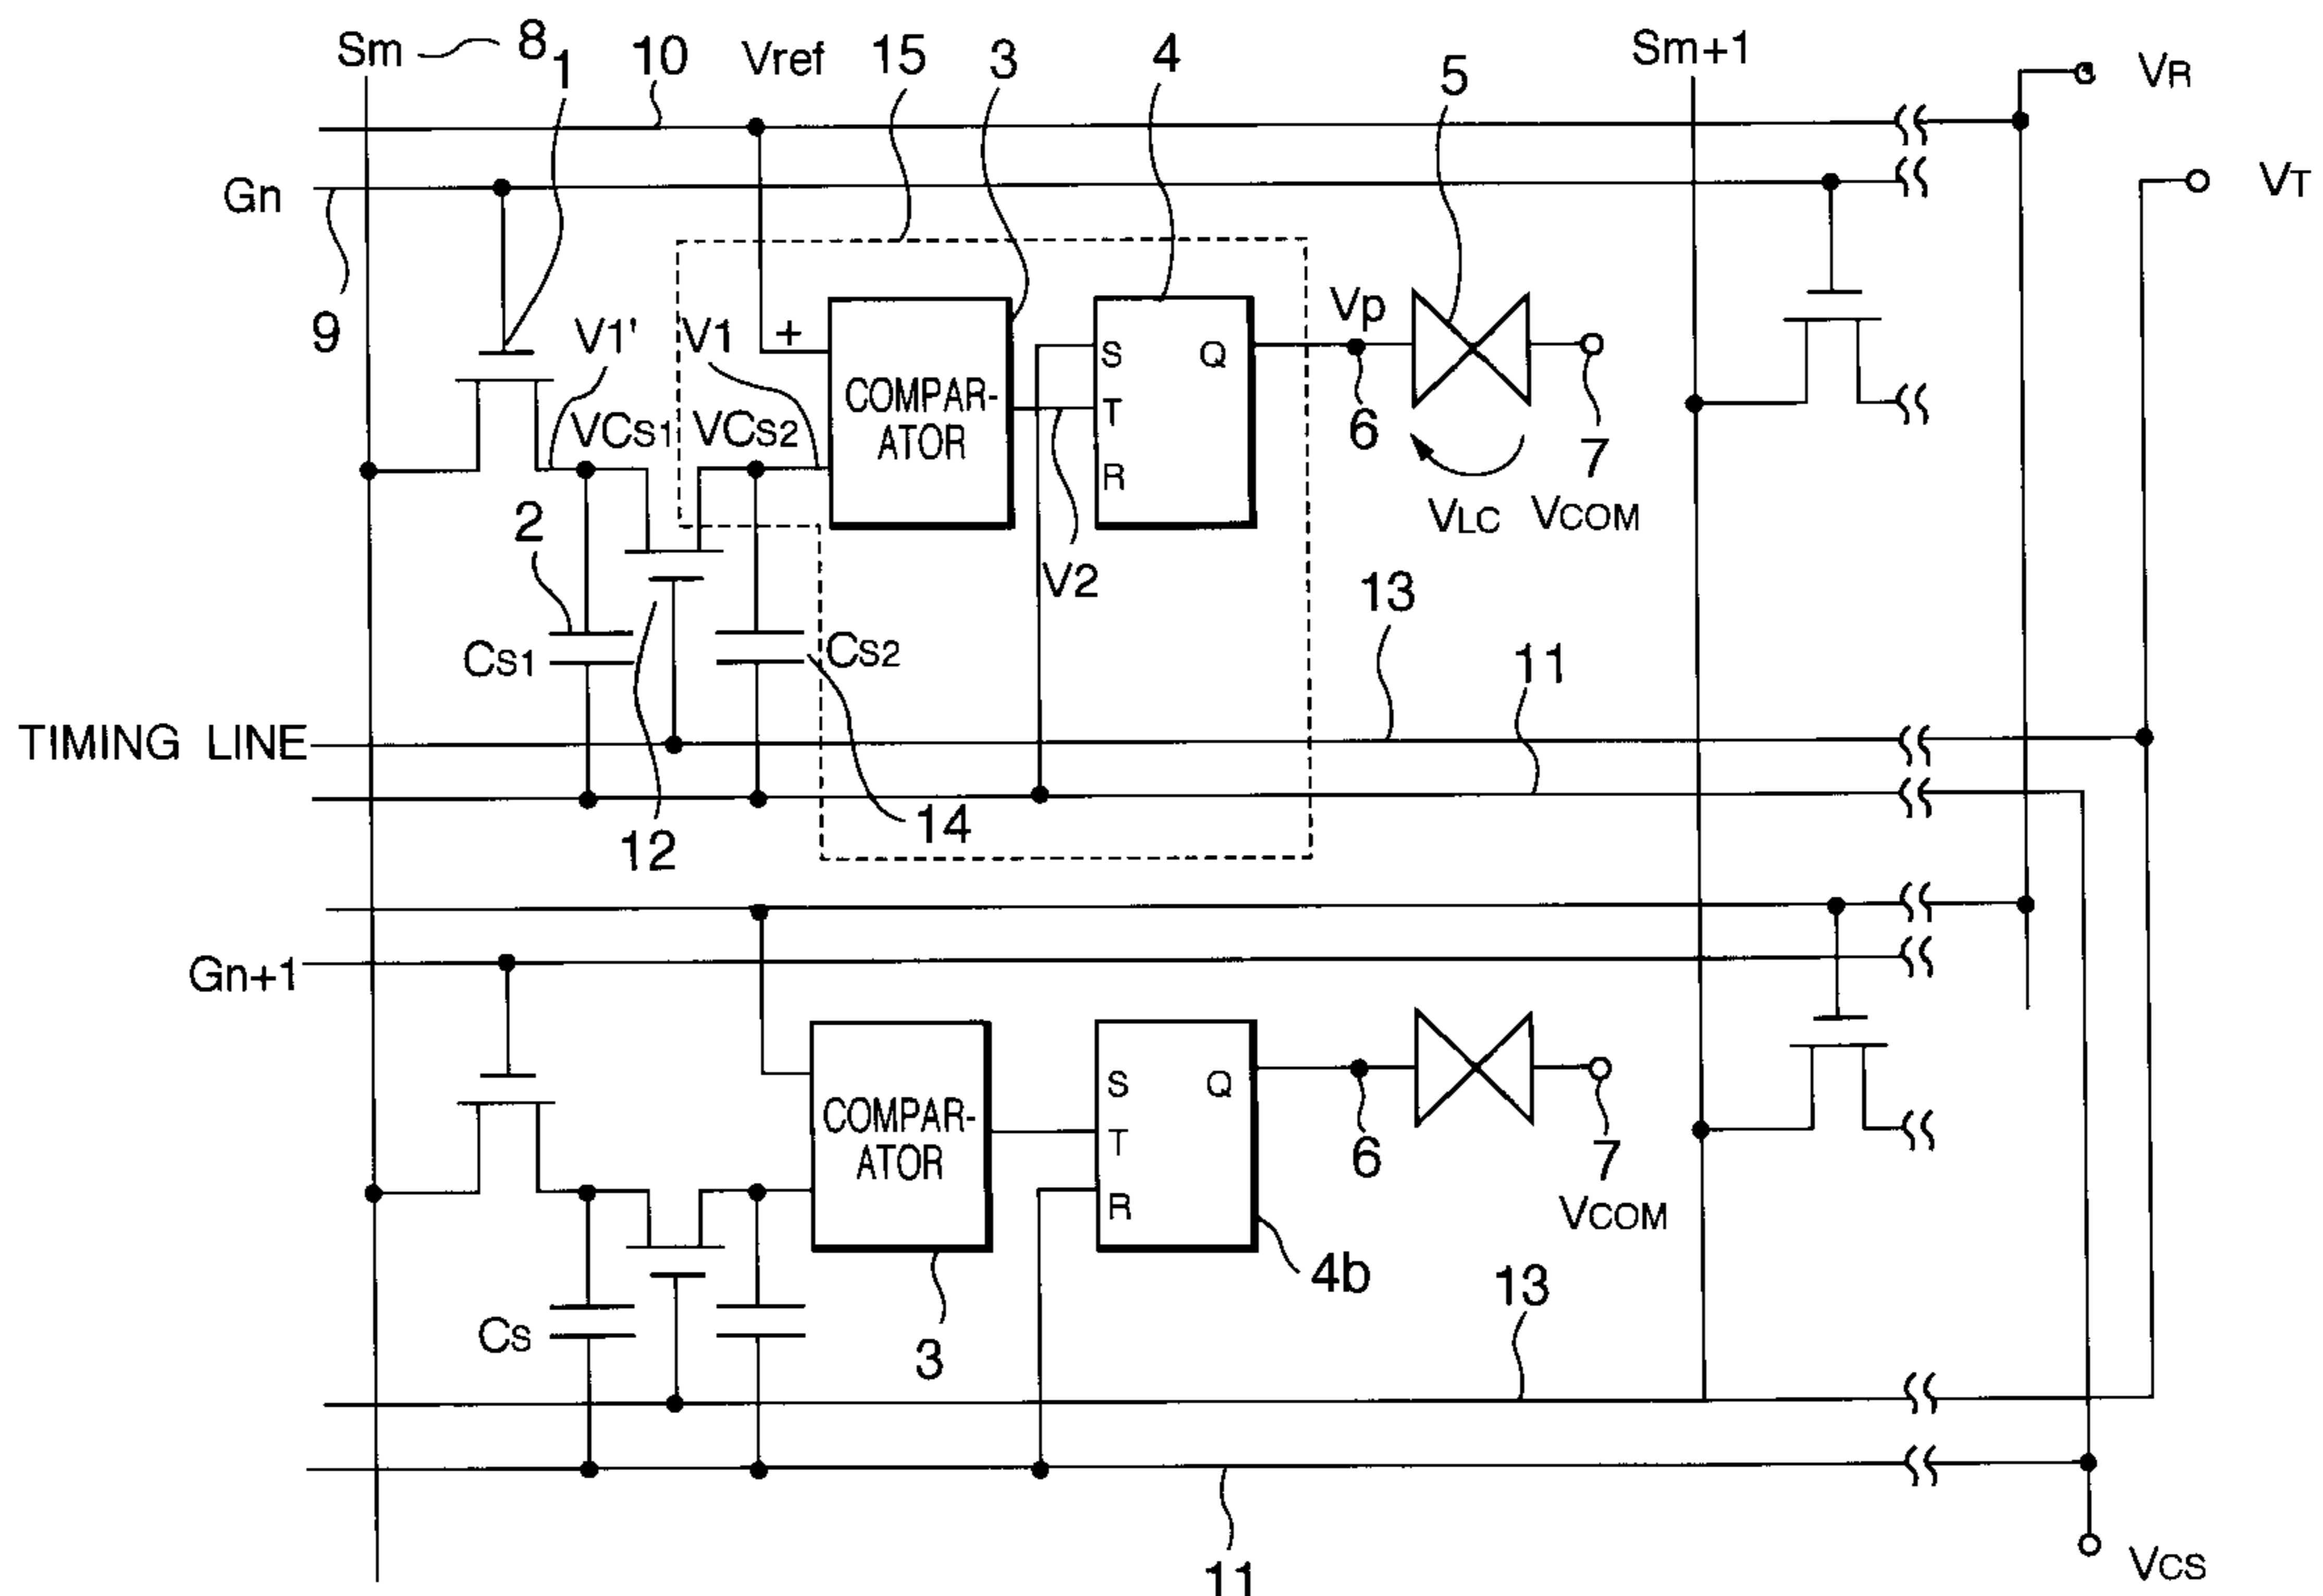 Sm 8 1 10 Vref 15 3 4 5 Sm+1 VR
Gn VT
9 V1' + V1 S Q Vp
COMPAR-
ATOR
T
R
VCS1 VCS2 6 7
2 VLC VCOM
V2 13
CS1 CS2 11
TIMING LINE
12 14
Gn+1
COMPAR-
ATOR
S Q
T
R
6 7
VCOM
4b
13
CS 3
11
VCS